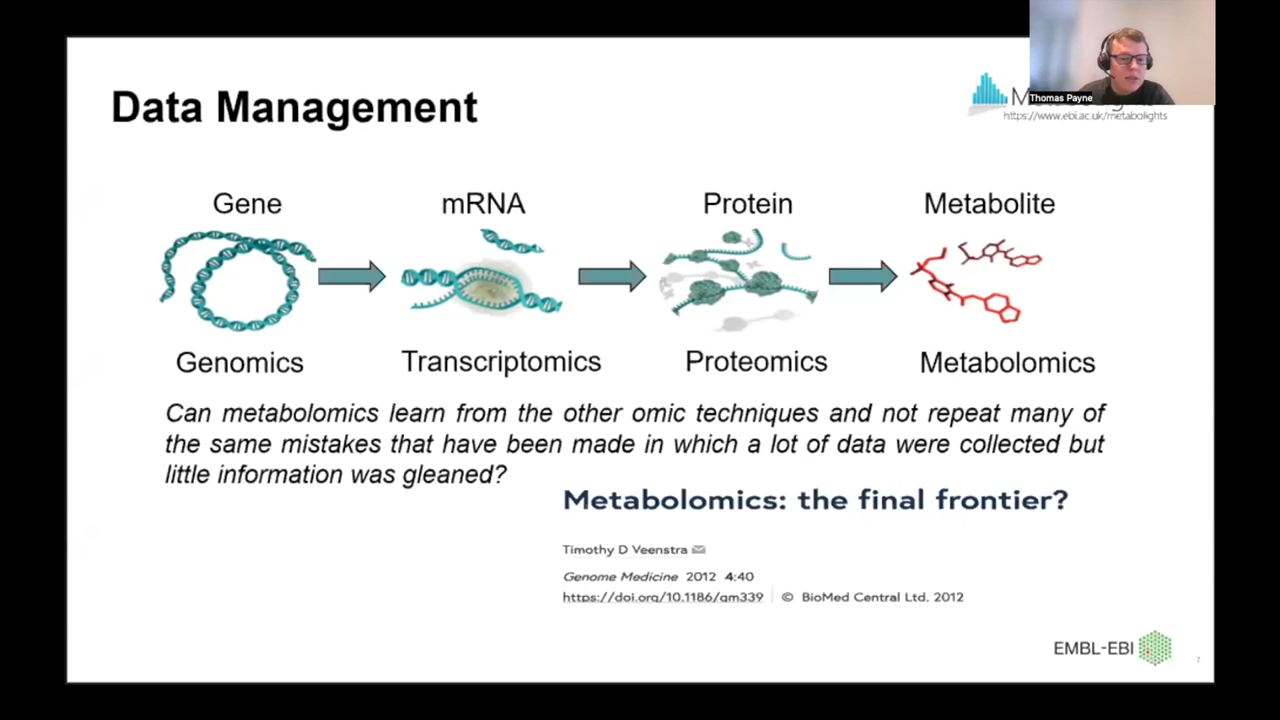 Data Management
Thomas Payne
https://www.ebi.ac.uk/metabolights
Gene mRNA Protein Metabolite
Genomics Transcriptomics Proteomics Metabolomics
Can metabolomics learn from the other omic techniques and not repeat many of
the same mistakes that have been made in which a lot of data were collected but
little information was gleaned?
Metabolomics: the final frontier?
Timothy D Veenstra
Genome Medicine 2012 4:40
https://doi.org/10.1186/gm339 © BioMed Central Ltd. 2012
EMBL-EBI
7